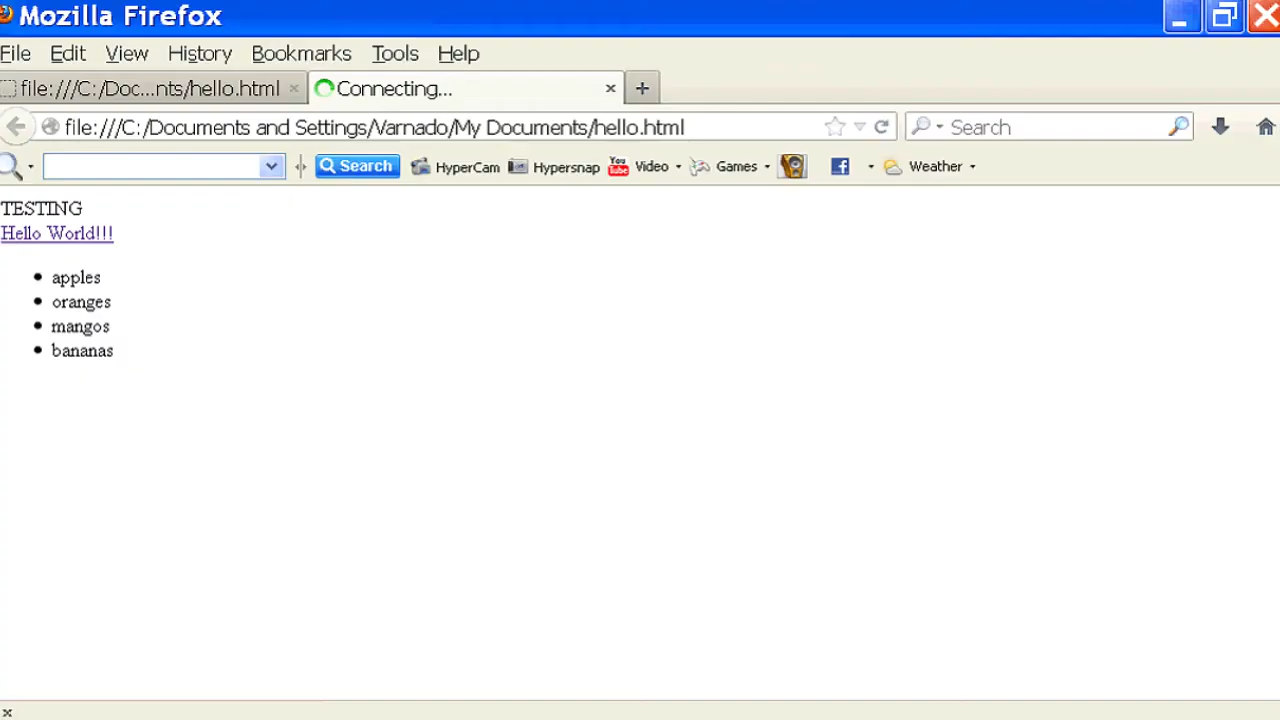 Mozilla Firefox
File Edit View History Bookmarks Tools Help
file:///C:/Doc...nts/hello.html Connecting...
file:///C:/Documents and Settings/Varnado/My Documents/hello.html Search
Search HyperCam Hypersnap You Tube Video Games Weather
TESTING
Hello World!!!
apples
oranges
mangos
bananas